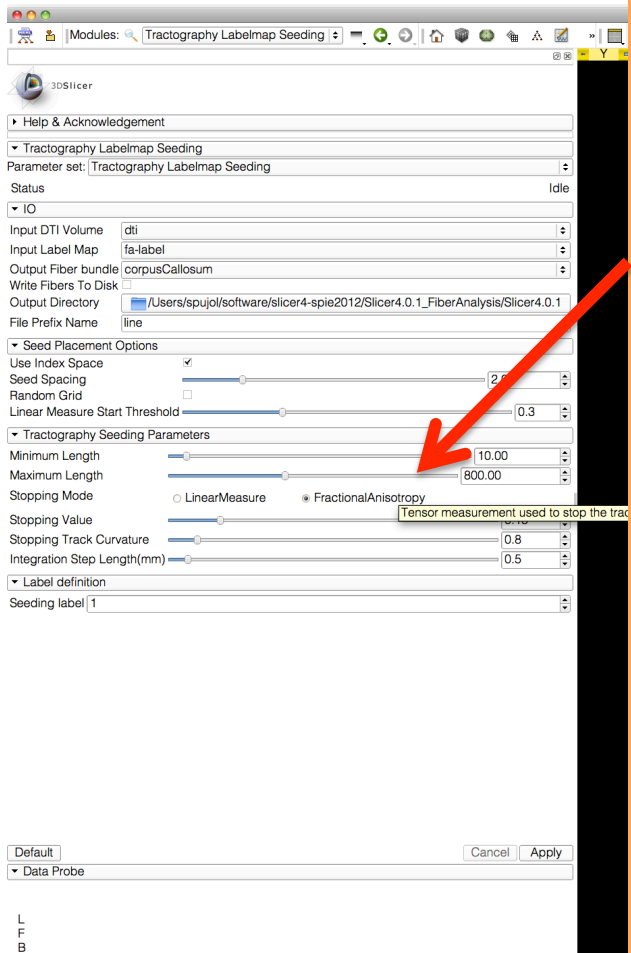 Modules: Tractography Labelmap Seeding »
Y
3DSlicer
Help & Acknowledgement
Tractography Labelmap Seeding
Parameter set: Tractography Labelmap Seeding
Status Idle
IO
Input DTI Volume dti
Input Label Map fa-label
Output Fiber bundle corpusCallosum
Write Fibers To Disk
Output Directory /Users/spujol/software/slicer4-spie2012/Slicer4.0.1_FiberAnalysis/Slicer4.0.1
File Prefix Name line
Seed Placement Options
Use Index Space
Seed Spacing
Random Grid
Linear Measure Start Threshold 0.3
Tractography Seeding Parameters
Minimum Length 10.00
Maximum Length 800.00
Stopping Mode LinearMeasure FractionalAnisotropy
Tensor measurement used to stop the trac
Stopping Value
Stopping Track Curvature 0.8
Integration Step Length(mm) 0.5
Label definition
Seeding label 1
Default Cancel Apply
Data Probe
L
F
B